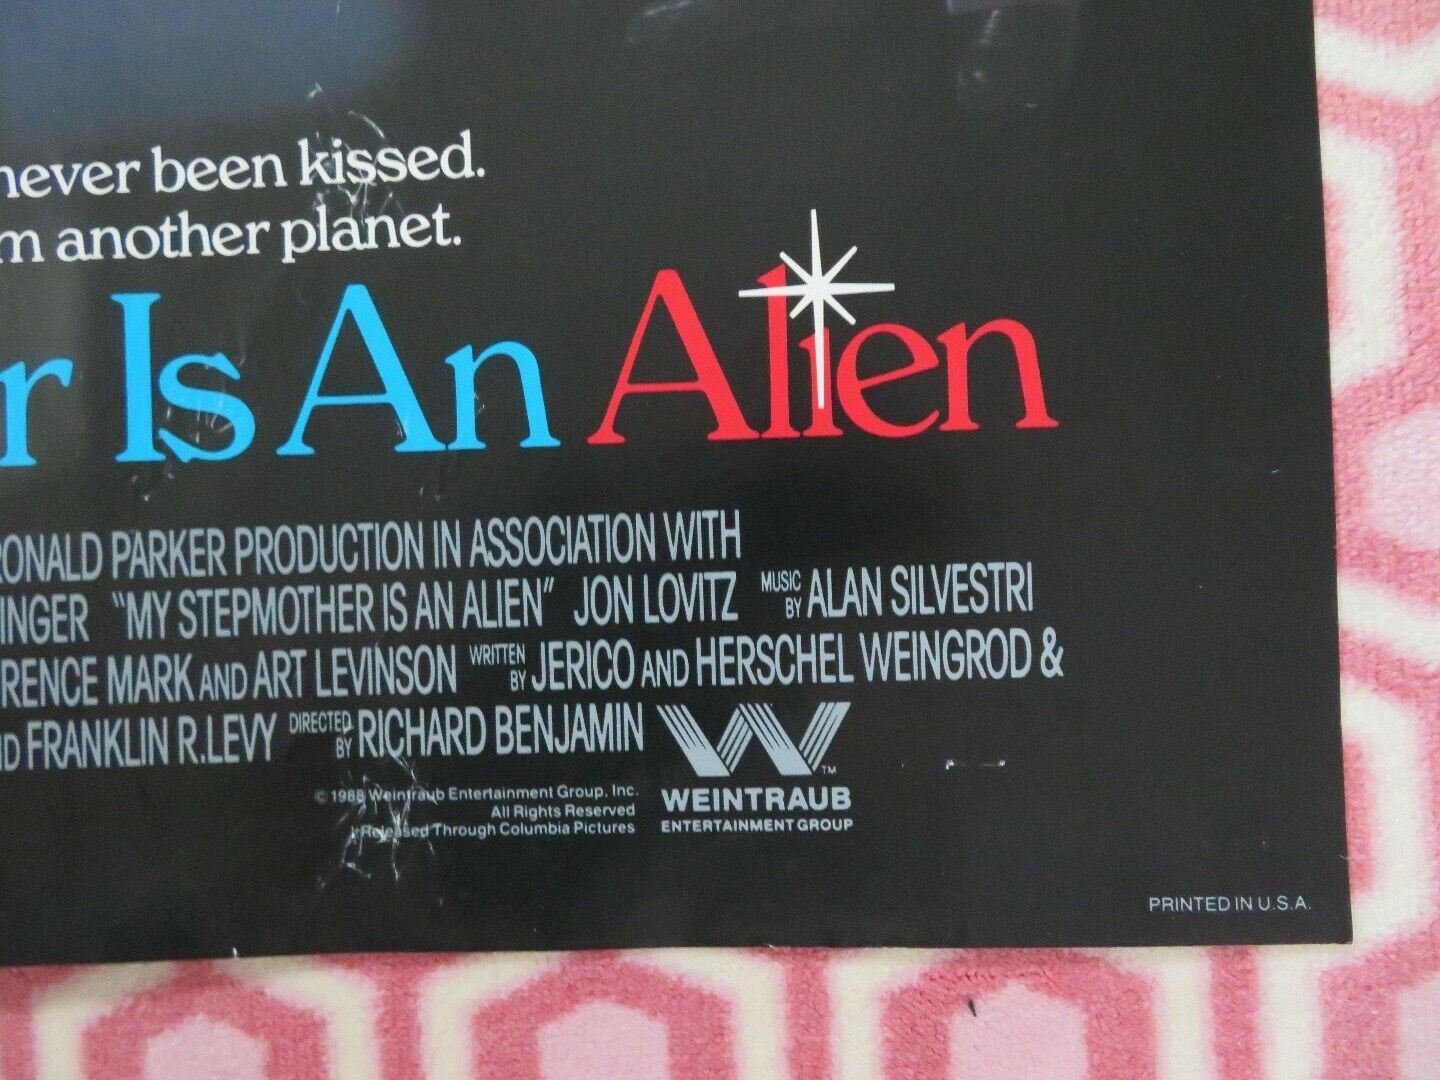 never been kissed.
m another planet.
r Is An Alien
RONALD PARKER PRODUCTION IN ASSOCIATION WITH
INGER "MY STEPMOTHER IS AN ALIEN" JON LOVITZ MUSIC BY ALAN SILVESTRI
RENCE MARK AND ART LEVINSON WRITTEN BY JERICO AND HERSCHEL WEINGROD &
ND FRANKLIN R.LEVY DIRECTED BY RICHARD BENJAMIN
© 1988 Weintraub Entertainment Group, Inc.
All Rights Reserved
Released Through Columbia Pictures
W TM
WEINTRAUB
ENTERTAINMENT GROUP
PRINTED IN U.S.A.